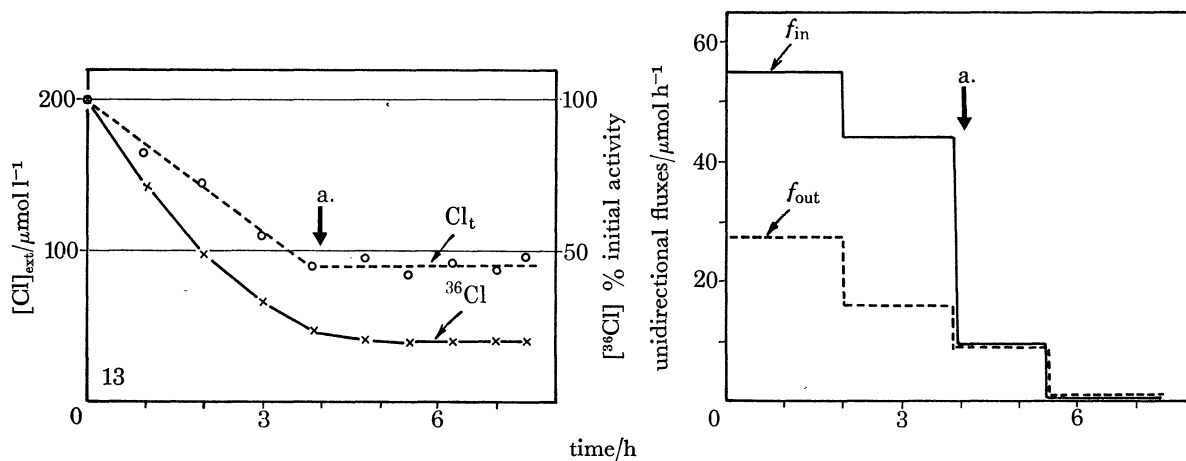 200
100
0
[Cl]ext/μmol l⁻¹
a.
Clt
³⁶Cl
13
3
6
100
50
[³⁶Cl] % initial activity
60
40
20
0
unidirectional fluxes/μmol h⁻¹
fin
a.
fout
3
6
time/h